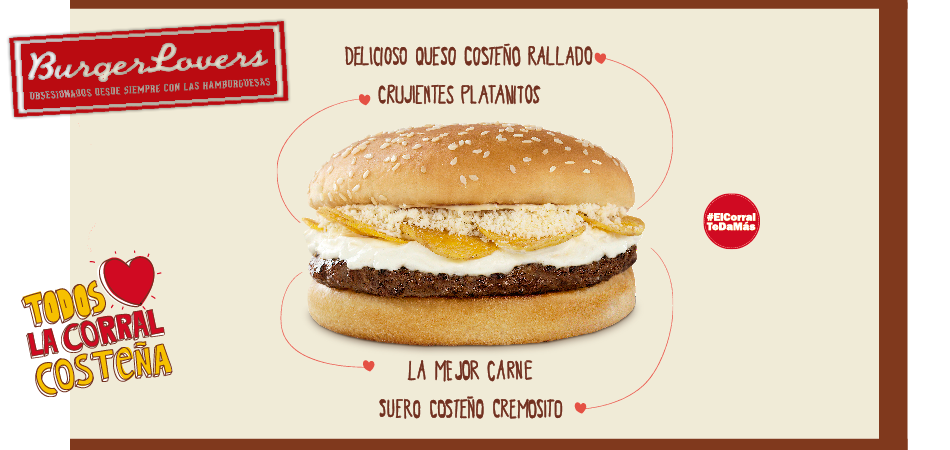 BurgerLovers
OBSESIONADOS DESDE SIEMPRE CON LAS HAMBURGUESAS
DELICIOSO QUESO COSTEÑO RALLADO
CRUJIENTES PLATANITOS
#ElCorral
TeDaMás
TODOS
LA CORRAL
COSTEÑA
LA MEJOR CARNE
SUERO COSTEÑO CREMOSITO